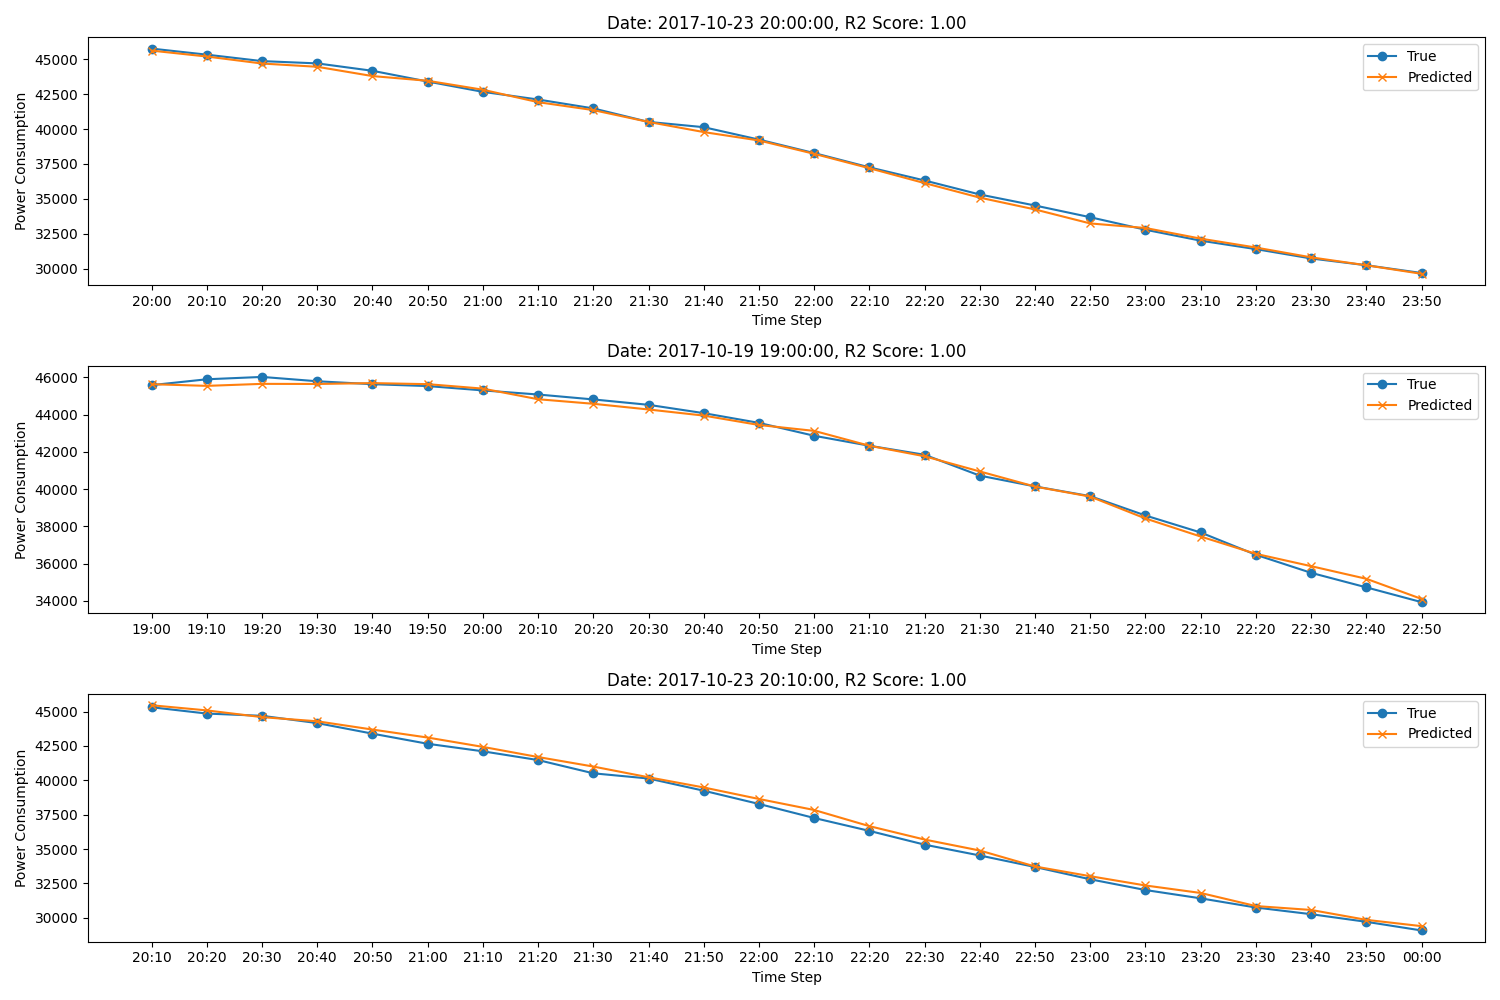 Date: 2017-10-23 20:00:00, R2 Score: 1.00
True
Predicted
Power Consumption
45000
42500
40000
37500
35000
32500
30000
20:00 20:10 20:20 20:30 20:40 20:50 21:00 21:10 21:20 21:30 21:40 21:50 22:00 22:10 22:20 22:30 22:40 22:50 23:00 23:10 23:20 23:30 23:40 23:50
Time Step
Date: 2017-10-19 19:00:00, R2 Score: 1.00
True
Predicted
Power Consumption
46000
44000
42000
40000
38000
36000
34000
19:00 19:10 19:20 19:30 19:40 19:50 20:00 20:10 20:20 20:30 20:40 20:50 21:00 21:10 21:20 21:30 21:40 21:50 22:00 22:10 22:20 22:30 22:40 22:50
Time Step
Date: 2017-10-23 20:10:00, R2 Score: 1.00
True
Predicted
Power Consumption
45000
42500
40000
37500
35000
32500
30000
20:10 20:20 20:30 20:40 20:50 21:00 21:10 21:20 21:30 21:40 21:50 22:00 22:10 22:20 22:30 22:40 22:50 23:00 23:10 23:20 23:30 23:40 23:50 00:00
Time Step